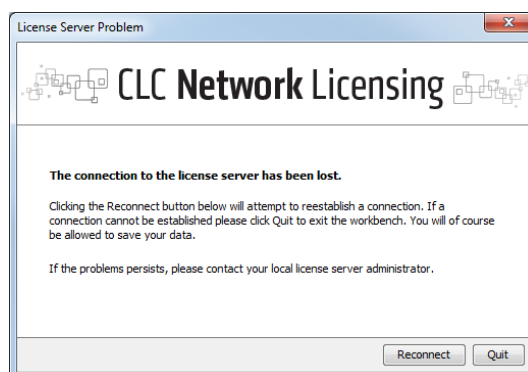 License Server Problem
CLC Network Licensing
The connection to the license server has been lost.
Clicking the Reconnect button below will attempt to reestablish a connection. If a
connection cannot be established please click Quit to exit the workbench. You will of course
be allowed to save your data.
If the problems persists, please contact your local license server administrator.
Reconnect Quit